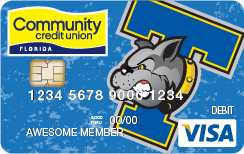 Community
credit union
FLORIDA
1234 5678 9000 1234
GOOD
THRU
00/00
DEBIT
AWESOME MEMBER
VISA